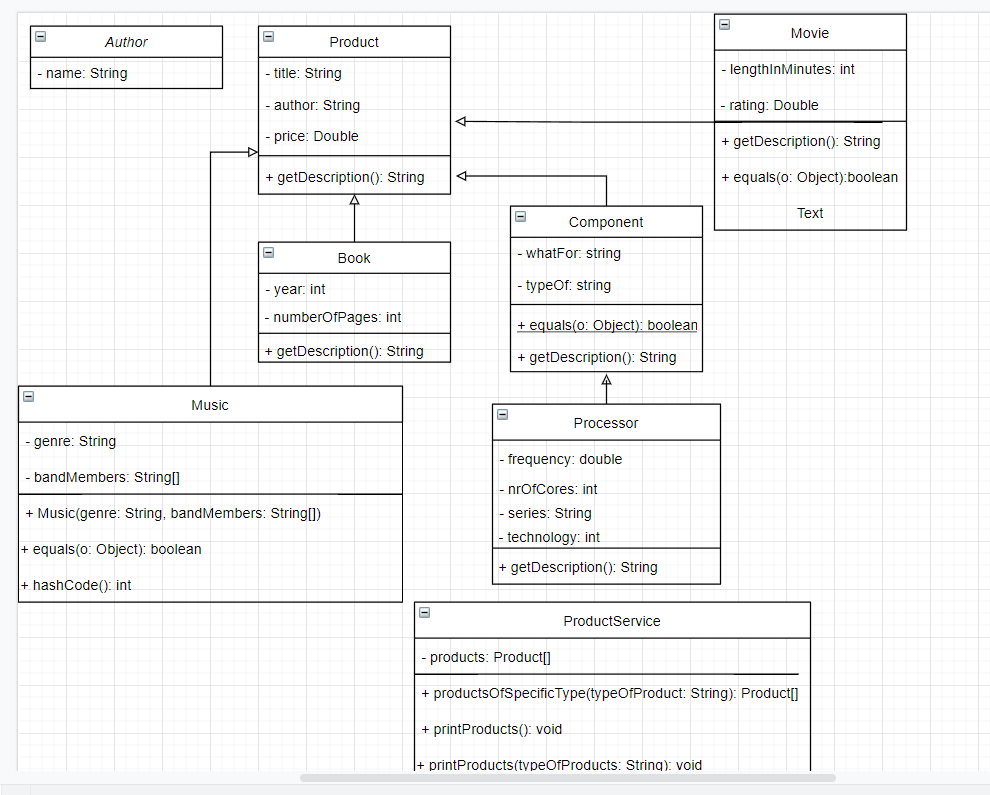 Author
- name: String
Product
- title: String
- author: String
- price: Double
+ getDescription(): String
Movie
- lengthInMinutes: int
- rating: Double
+ getDescription(): String
+ equals(o: Object):boolean
Text
Book
- year: int
- numberOfPages: int
+ getDescription(): String
Component
- whatFor: string
- typeOf: string
+ equals(o: Object): boolean
+ getDescription(): String
Music
- genre: String
- bandMembers: String[]
+ Music(genre: String, bandMembers: String[])
+ equals(o: Object): boolean
+ hashCode(): int
Processor
- frequency: double
- nrOfCores: int
- series: String
- technology: int
+ getDescription(): String
ProductService
- products: Product[]
+ productsOfSpecificType(typeOfProduct: String): Product[]
+ printProducts(): void
+ printProducts(typeOfProducts: String): void